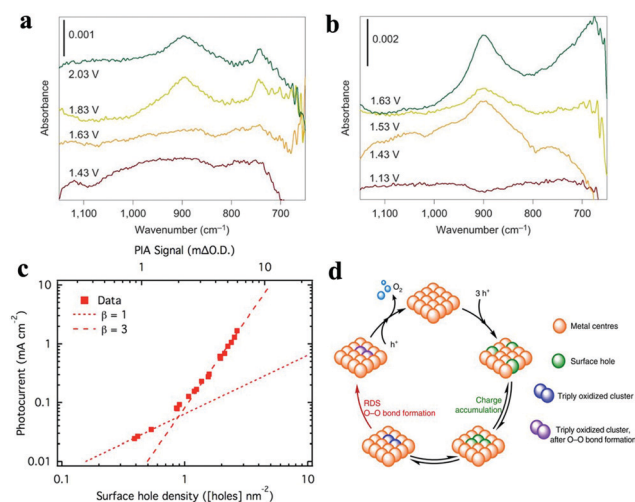 a
0.001
2.03 V
1.83 V
1.63 V
1.43 V
Absorbance
1,100 1,000 900 800 700
Wavenumber (cm⁻¹)
b
0.002
1.63 V
1.53 V
1.43 V
1.13 V
Absorbance
1,100 1,000 900 800 700
Wavenumber (cm⁻¹)
c
PIA Signal (mΔO.D.)
1 10
Data
β = 1
β = 3
Photocurrent (mA cm⁻²)
10
1
0.1
0.01
0.1 1 10
Surface hole density ([holes] nm⁻²)
d
O₂
3 h⁺
h⁺
RDS
O–O bond formation
Charge
accumulation
Metal centres
Surface hole
Triply oxidized cluster
Triply oxidized cluster,
after O–O bond formation